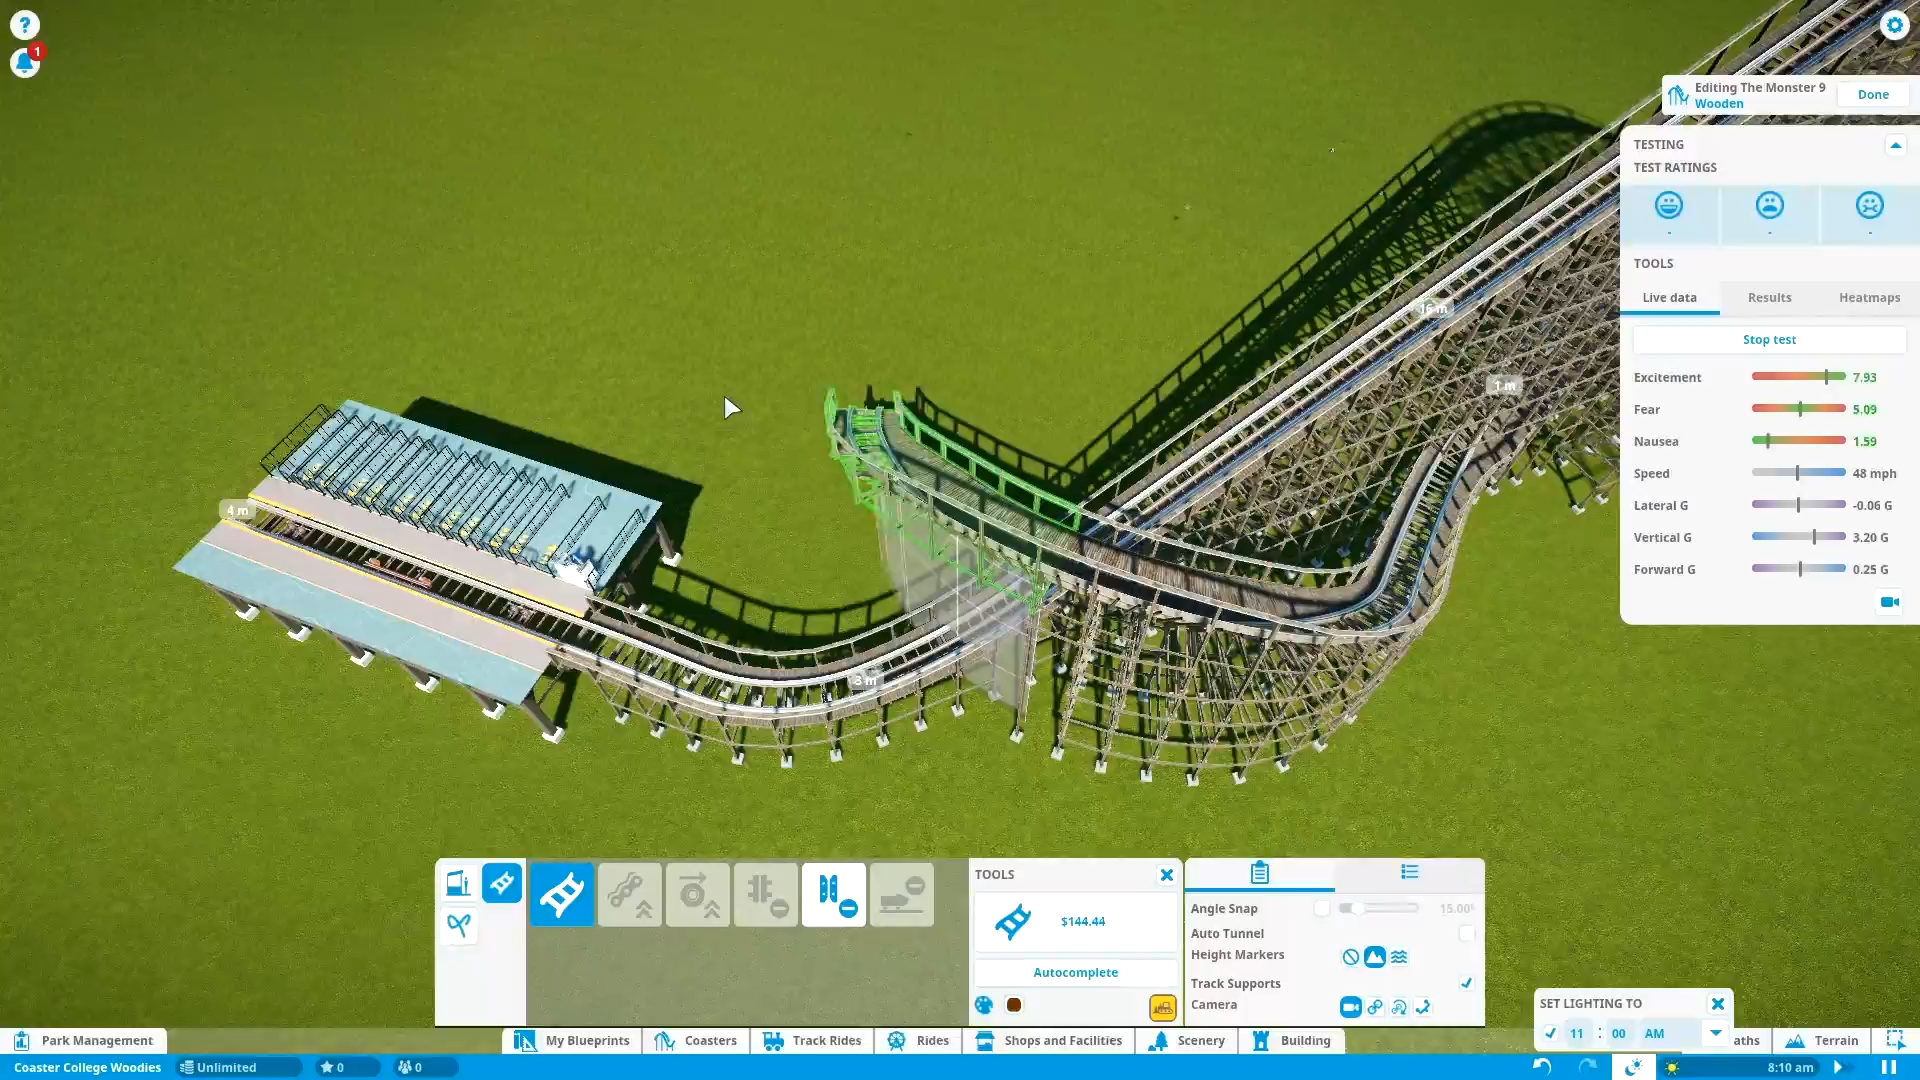 ?
1
Editing The Monster 9
Wooden
Done
TESTING
TEST RATINGS
-
-
-
TOOLS
Live data
Results
Heatmaps
Stop test
Excitement
7.93
Fear
5.09
Nausea
1.59
Speed
48 mph
Lateral G
-0.06 G
Vertical G
3.20 G
Forward G
0.25 G
16 m
1 m
4 m
3 m
TOOLS
$144.44
Autocomplete
Angle Snap
15.00°
Auto Tunnel
Height Markers
Track Supports
Camera
SET LIGHTING TO
11 : 00 AM
Park Management
My Blueprints
Coasters
Track Rides
Rides
Shops and Facilities
Scenery
Building
aths
Terrain
Coaster College Woodies
Unlimited
0
0
8:10 am